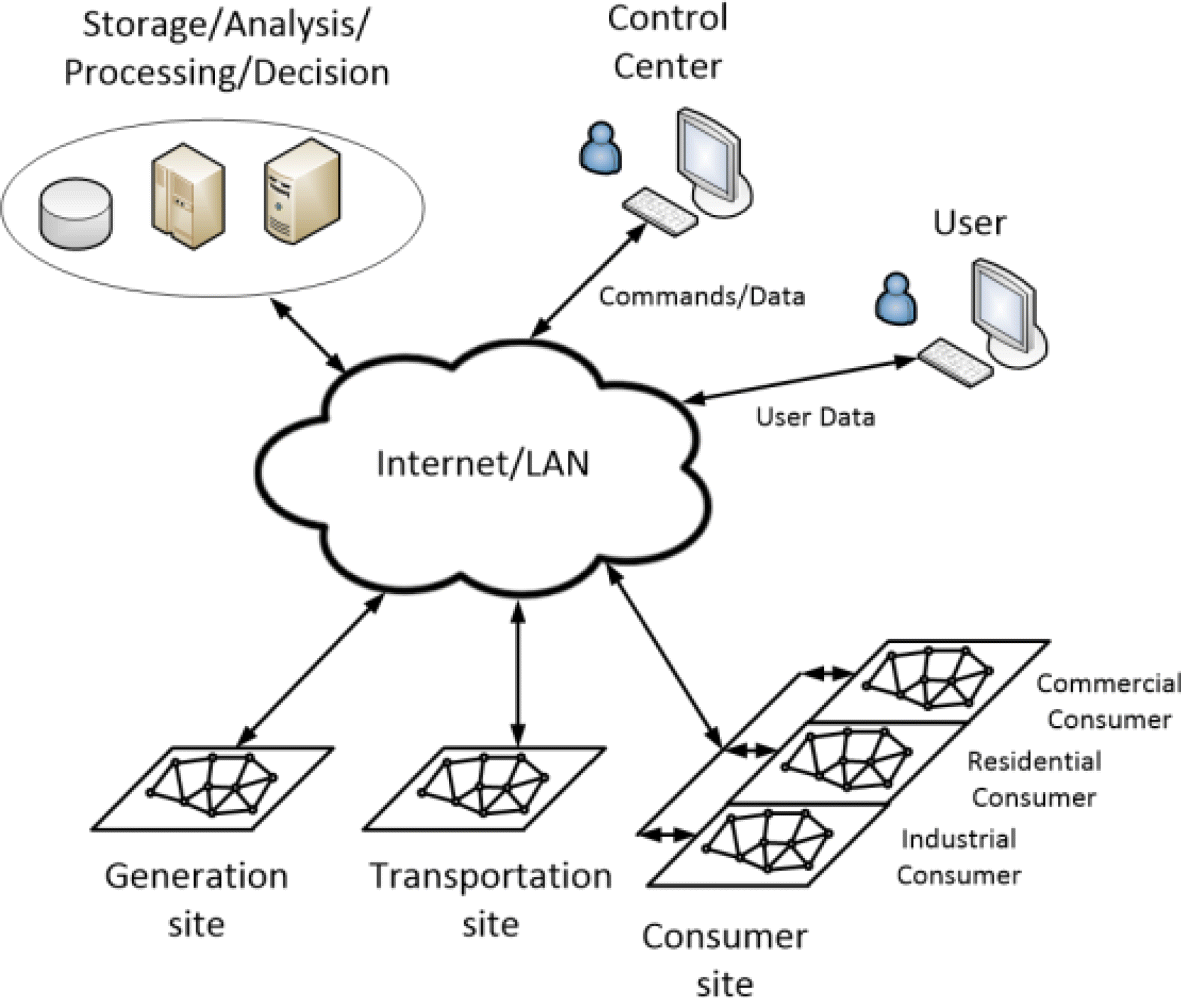 Storage/Analysis/
Processing/Decision
Control
Center
User
Commands/Data
User Data
Internet/LAN
Commercial
Consumer
Residential
Consumer
Industrial
Consumer
Generation
site
Transportation
site
Consumer
site